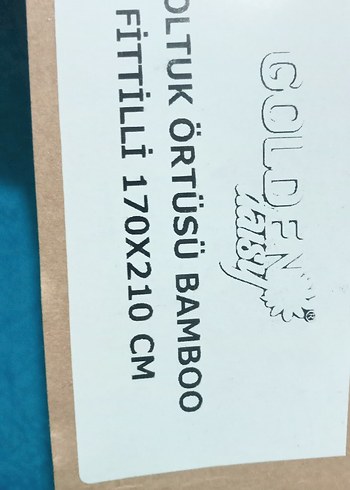 GOLDEN
daisy
OLTUK ÖRTÜSÜ BAMBOO
FİTTİLLİ 170X210 CM